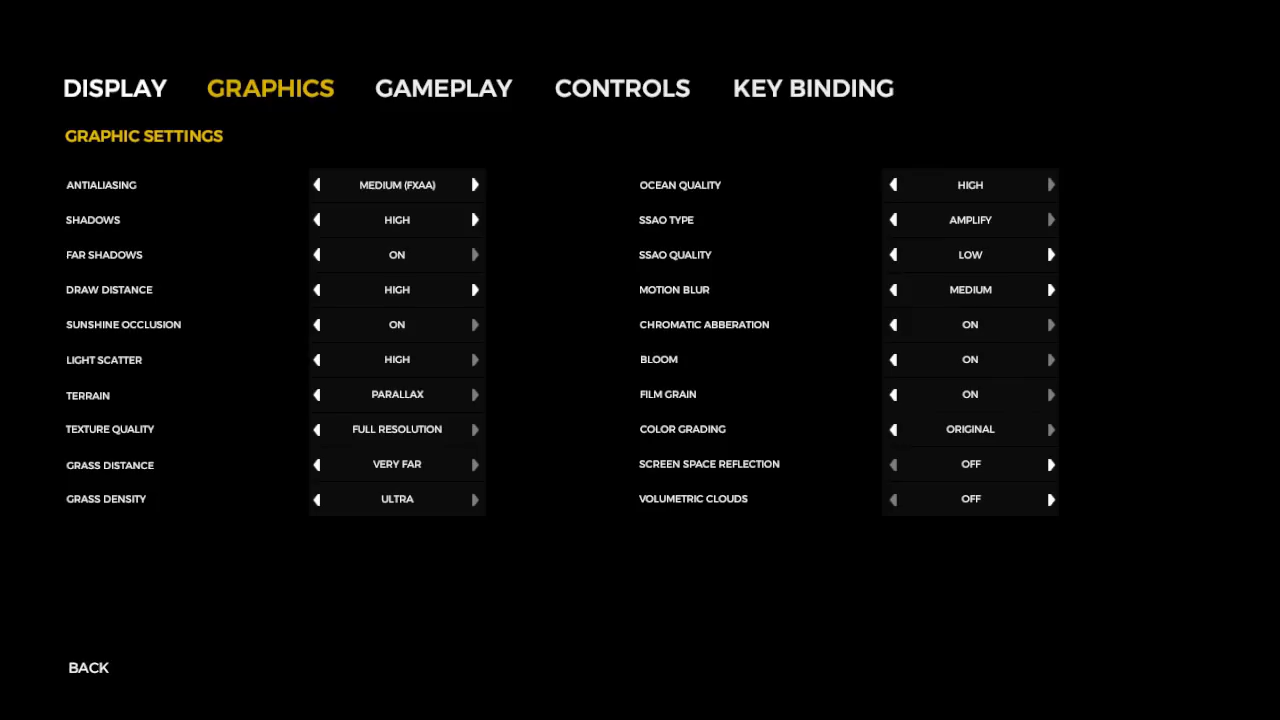 DISPLAY GRAPHICS GAMEPLAY CONTROLS KEY BINDING
GRAPHIC SETTINGS
ANTIALIASING MEDIUM (FXAA)
SHADOWS HIGH
FAR SHADOWS ON
DRAW DISTANCE HIGH
SUNSHINE OCCLUSION ON
LIGHT SCATTER HIGH
TERRAIN PARALLAX
TEXTURE QUALITY FULL RESOLUTION
GRASS DISTANCE VERY FAR
GRASS DENSITY ULTRA
OCEAN QUALITY HIGH
SSAO TYPE AMPLIFY
SSAO QUALITY LOW
MOTION BLUR MEDIUM
CHROMATIC ABBERATION ON
BLOOM ON
FILM GRAIN ON
COLOR GRADING ORIGINAL
SCREEN SPACE REFLECTION OFF
VOLUMETRIC CLOUDS OFF
BACK